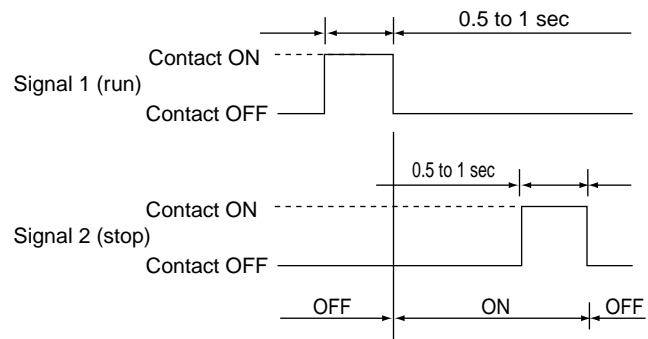 0.5 to 1 sec
Contact ON
Signal 1 (run)
Contact OFF
0.5 to 1 sec
Contact ON
Signal 2 (stop)
Contact OFF
OFF ON OFF